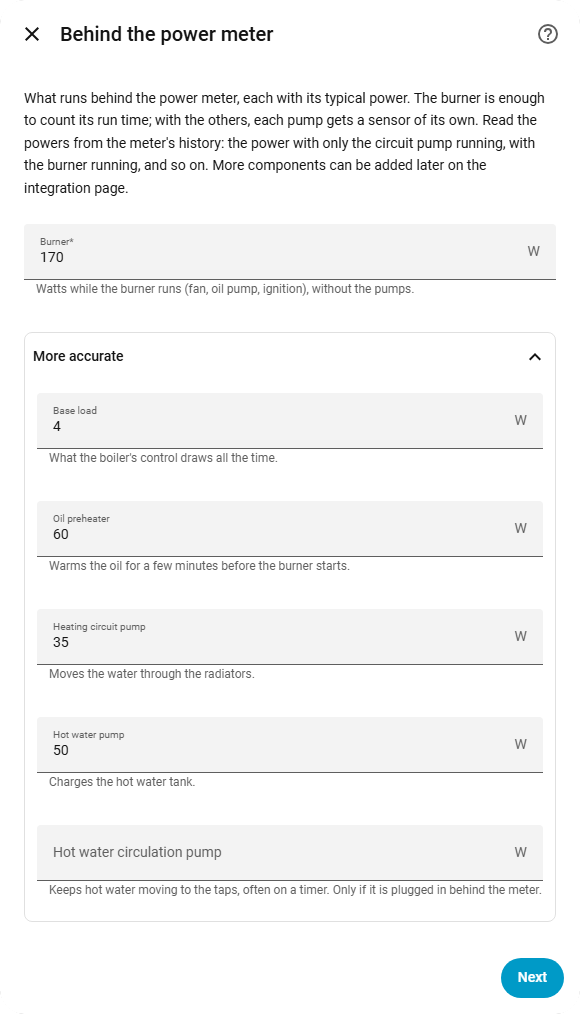 Behind the power meter
What runs behind the power meter, each with its typical power. The burner is enough
to count its run time; with the others, each pump gets a sensor of its own. Read the
powers from the meter's history: the power with only the circuit pump running, with
the burner running, and so on. More components can be added later on the
integration page.
Burner*
170
W
Watts while the burner runs (fan, oil pump, ignition), without the pumps.
More accurate
Base load
4
W
What the boiler's control draws all the time.
Oil preheater
60
W
Warms the oil for a few minutes before the burner starts.
Heating circuit pump
35
W
Moves the water through the radiators.
Hot water pump
50
W
Charges the hot water tank.
Hot water circulation pump
W
Keeps hot water moving to the taps, often on a timer. Only if it is plugged in behind the meter.
Next